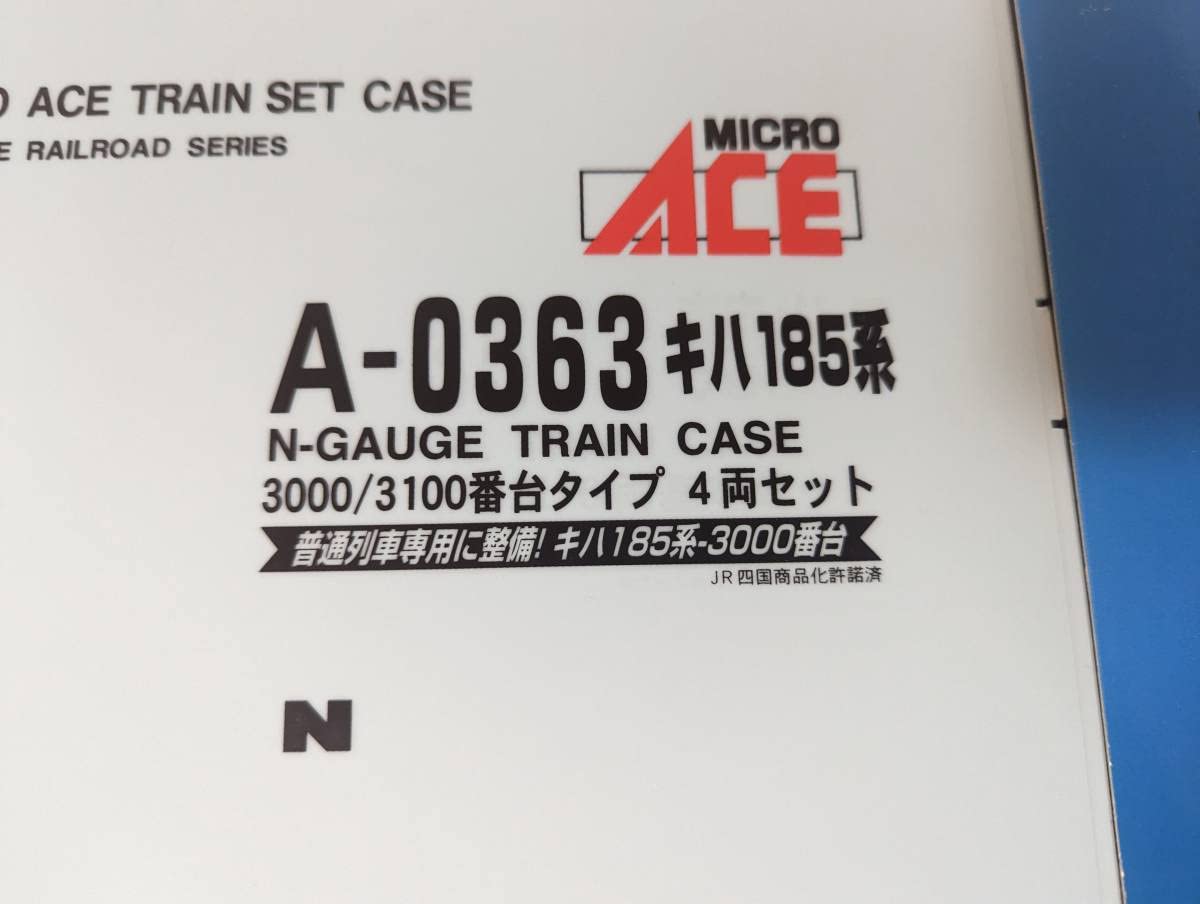 O ACE TRAIN SET CASE
E RAILROAD SERIES
MICRO
ACE
A-0363 キハ185系
N-GAUGE TRAIN CASE
3000/3100番台タイプ 4両セット
普通列車専用に整備! キハ185系-3000番台
JR四国商品化許諾済
N